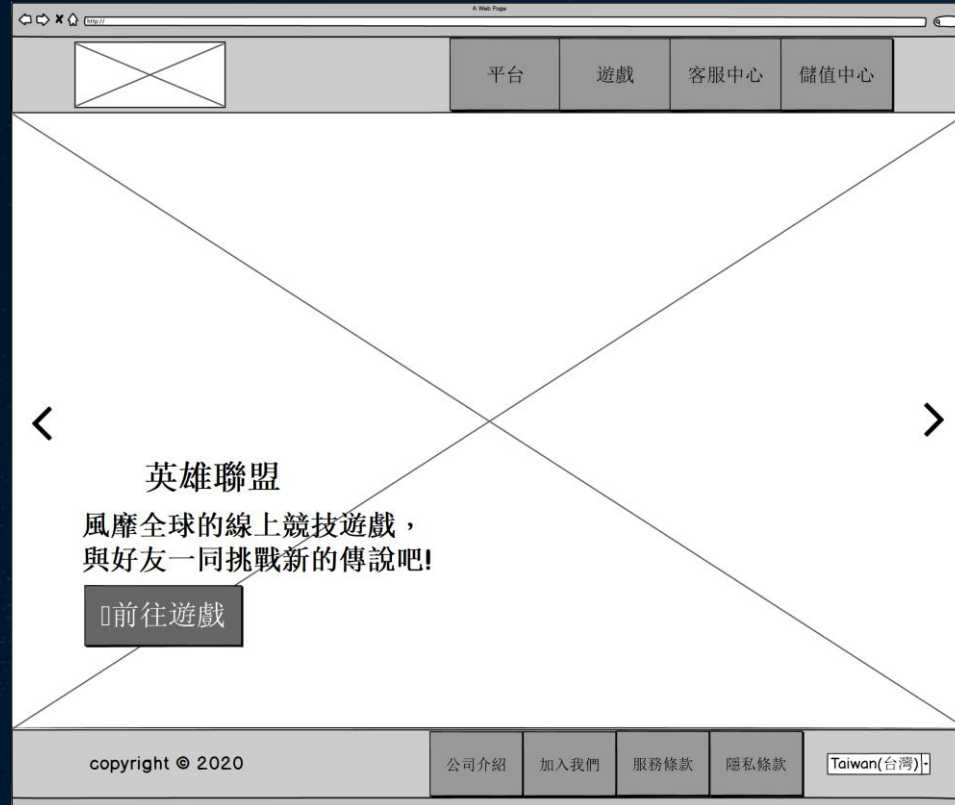 A Web Page
http://
平台
遊戲
客服中心
儲值中心
英雄聯盟
風靡全球的線上競技遊戲，
與好友一同挑戰新的傳說吧!
前往遊戲
copyright © 2020
公司介紹
加入我們
服務條款
隱私條款
Taiwan(台灣)